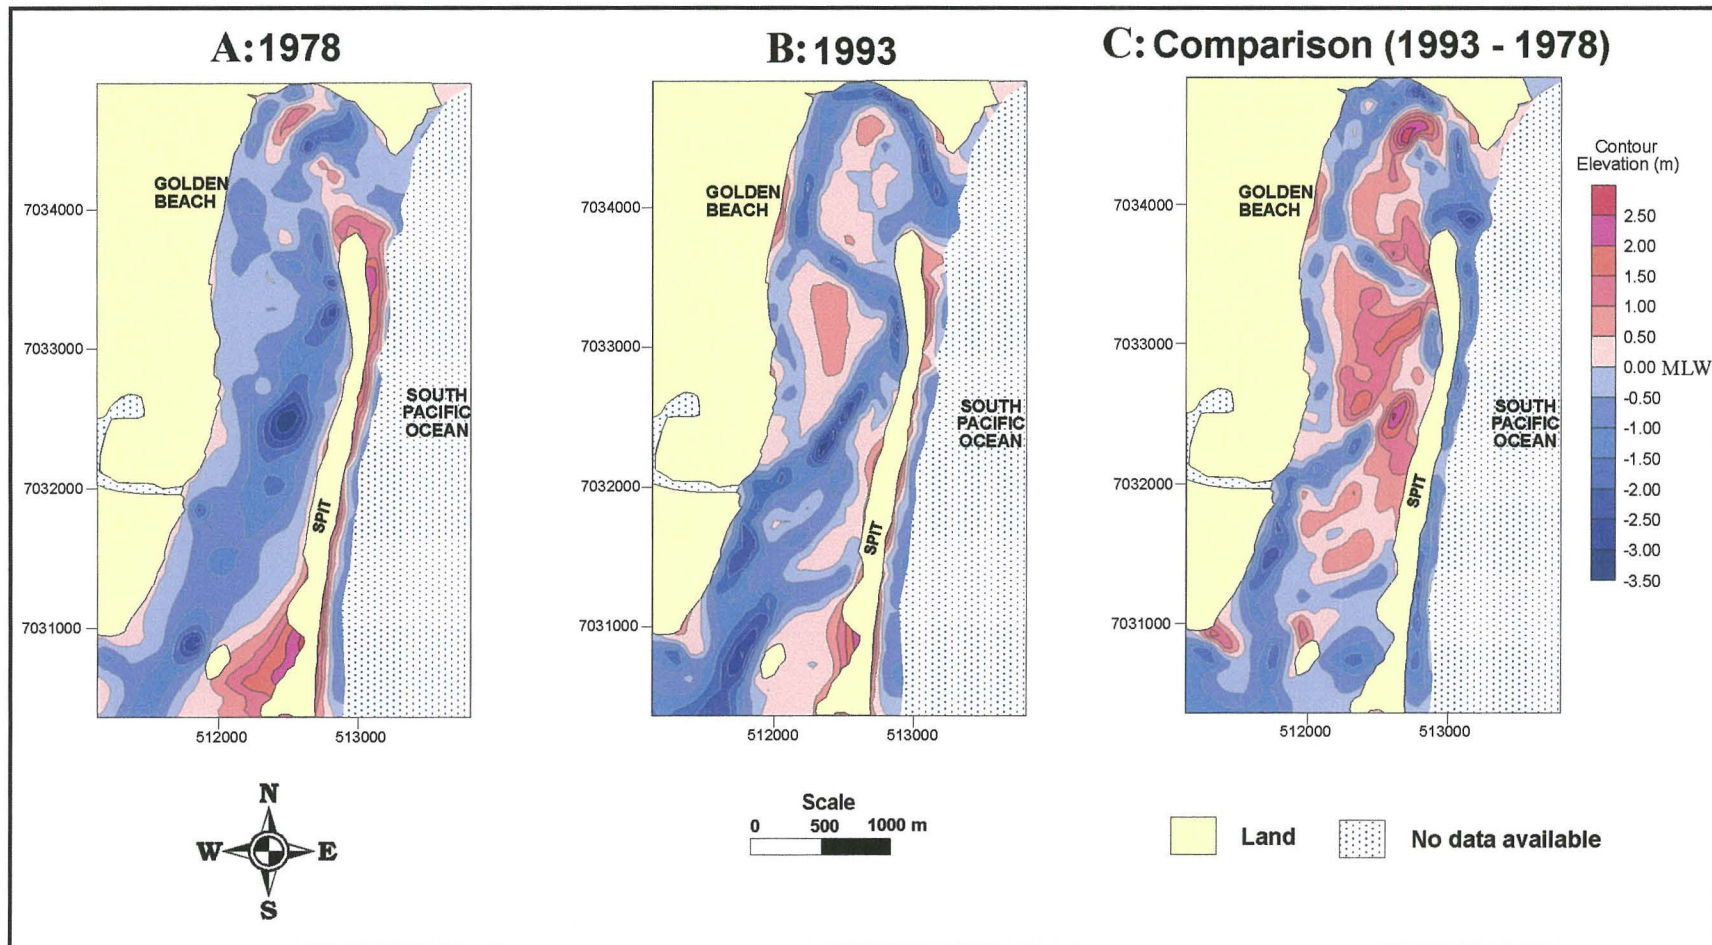 A: 1978
B: 1993
C: Comparison (1993 - 1978)
GOLDEN
BEACH
7034000
7033000
7032000
7031000
SOUTH
PACIFIC
OCEAN
SPIT
512000
513000
GOLDEN
BEACH
7034000
7033000
7032000
7031000
SOUTH
PACIFIC
OCEAN
SPIT
512000
513000
GOLDEN
BEACH
7034000
7033000
7032000
7031000
SOUTH
PACIFIC
OCEAN
SPIT
512000
513000
Contour
Elevation (m)
2.50
2.00
1.50
1.00
0.50
0.00 MLW
-0.50
-1.00
-1.50
-2.00
-2.50
-3.00
-3.50
N
W E
S
Scale
0 500 1000 m
Land
No data available